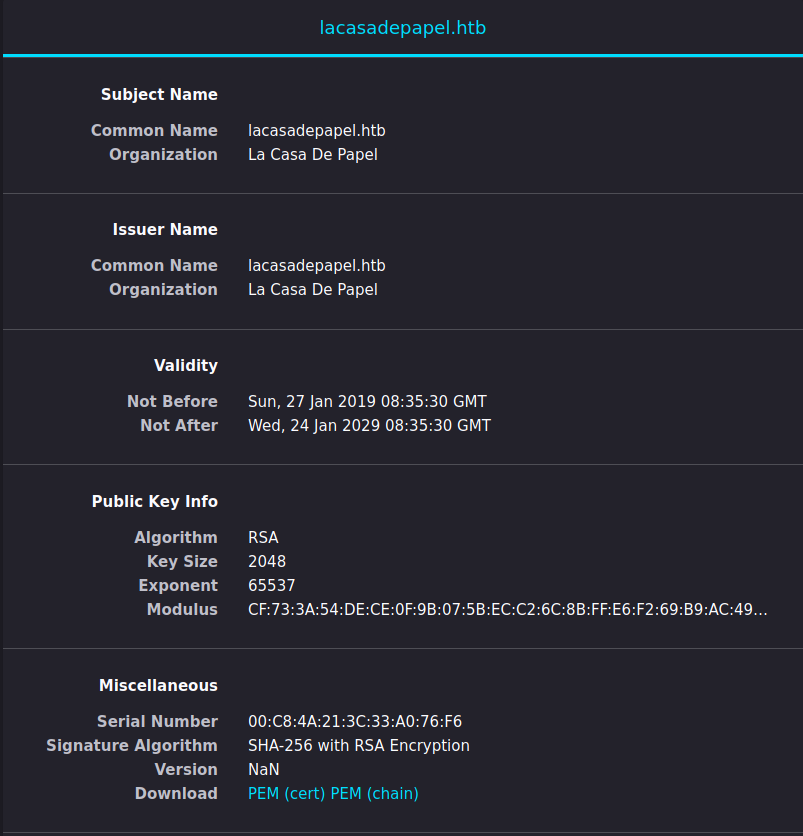 lacasadepapel.htb
Subject Name
Common Name lacasadepapel.htb
Organization La Casa De Papel
Issuer Name
Common Name lacasadepapel.htb
Organization La Casa De Papel
Validity
Not Before Sun, 27 Jan 2019 08:35:30 GMT
Not After Wed, 24 Jan 2029 08:35:30 GMT
Public Key Info
Algorithm RSA
Key Size 2048
Exponent 65537
Modulus CF:73:3A:54:DE:CE:0F:9B:07:5B:EC:C2:6C:8B:FF:E6:F2:69:B9:AC:49...
Miscellaneous
Serial Number 00:C8:4A:21:3C:33:A0:76:F6
Signature Algorithm SHA-256 with RSA Encryption
Version NaN
Download PEM (cert) PEM (chain)